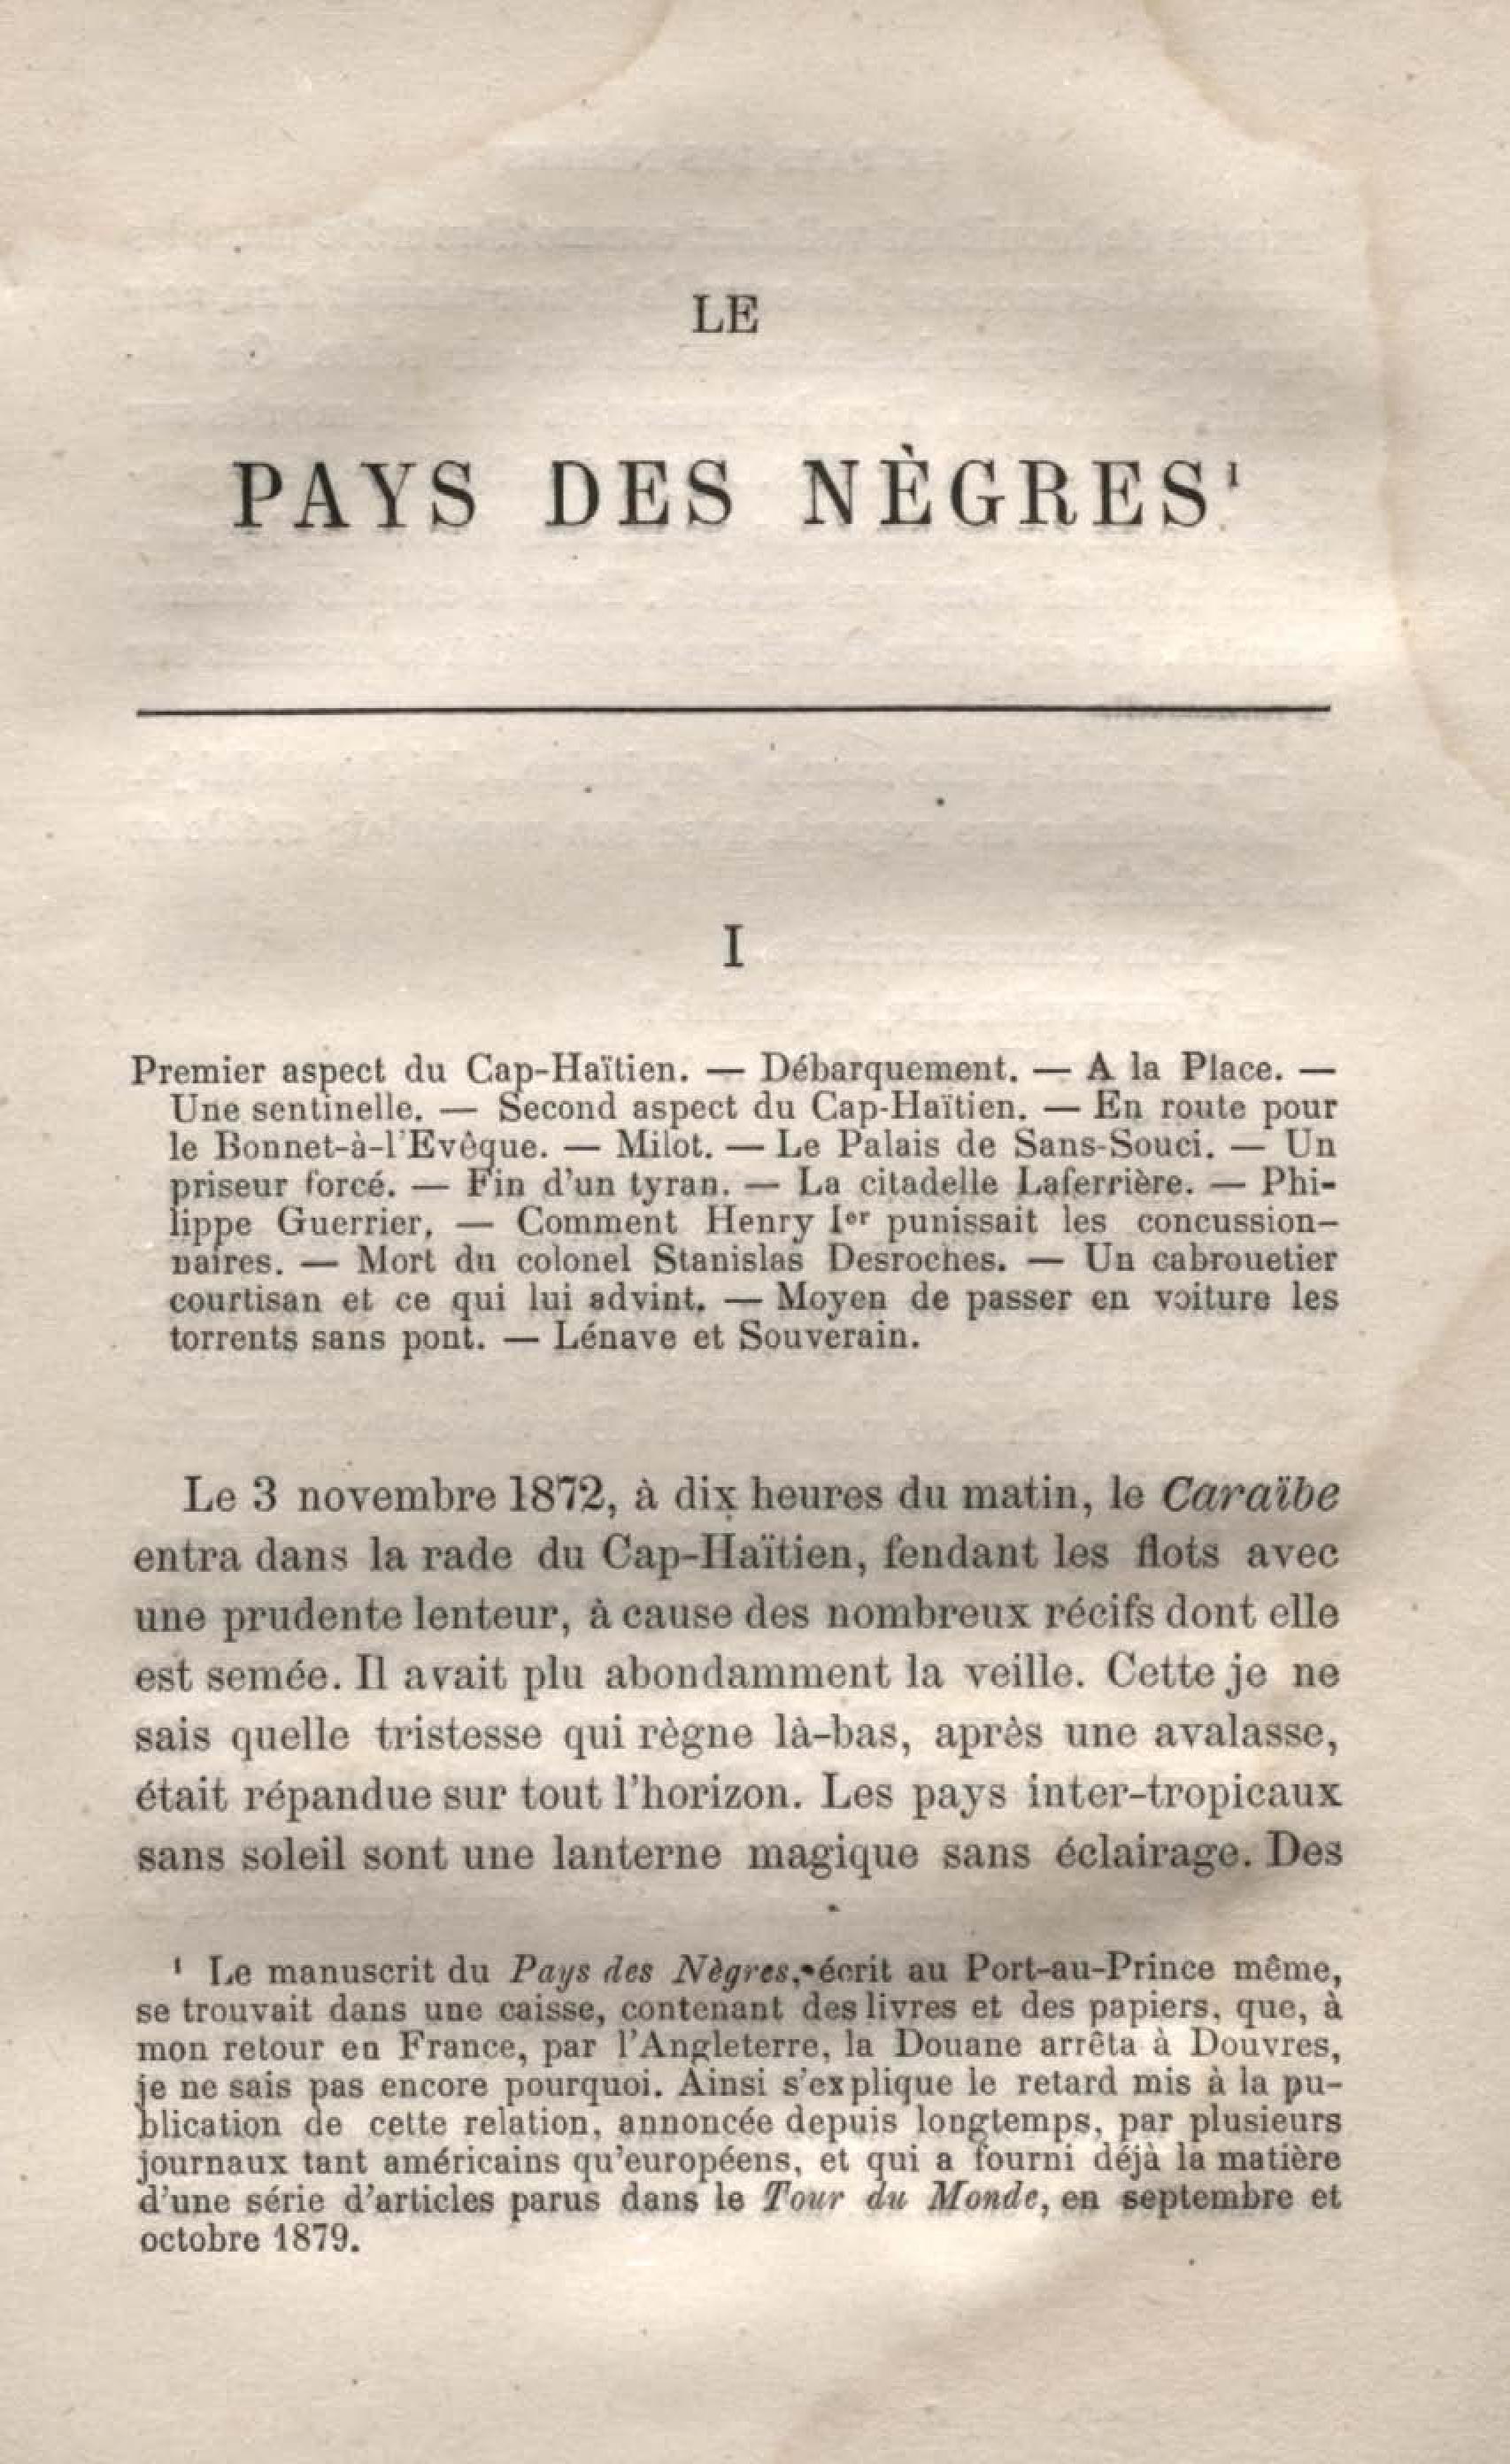 LE
PAYS DES NÈGRES¹
I
Premier aspect du Cap-Haïtien. — Débarquement. — A la Place. —
Une sentinelle. — Second aspect du Cap-Haïtien. — En route pour
le Bonnet-à-l'Evêque. — Milot. — Le Palais de Sans-Souci. — Un
priseur forcé. — Fin d'un tyran. — La citadelle Laferrière. — Phi-
lippe Guerrier, — Comment Henry Ier punissait les concussion-
naires. — Mort du colonel Stanislas Desroches. — Un cabrouetier
courtisan et ce qui lui advint. — Moyen de passer en voiture les
torrents sans pont. — Lénave et Souverain.
Le 3 novembre 1872, à dix heures du matin, le Caraïbe
entra dans la rade du Cap-Haïtien, fendant les flots avec
une prudente lenteur, à cause des nombreux récifs dont elle
est semée. Il avait plu abondamment la veille. Cette je ne
sais quelle tristesse qui règne là-bas, après une avalasse,
était répandue sur tout l'horizon. Les pays inter-tropicaux
sans soleil sont une lanterne magique sans éclairage. Des
¹ Le manuscrit du Pays des Nègres, écrit au Port-au-Prince même,
se trouvait dans une caisse, contenant des livres et des papiers, que, à
mon retour en France, par l'Angleterre, la Douane arrêta à Douvres,
je ne sais pas encore pourquoi. Ainsi s'explique le retard mis à la pu-
blication de cette relation, annoncée depuis longtemps, par plusieurs
journaux tant américains qu'européens, et qui a fourni déjà la matière
d'une série d'articles parus dans le Tour du Monde, en septembre et
octobre 1879.